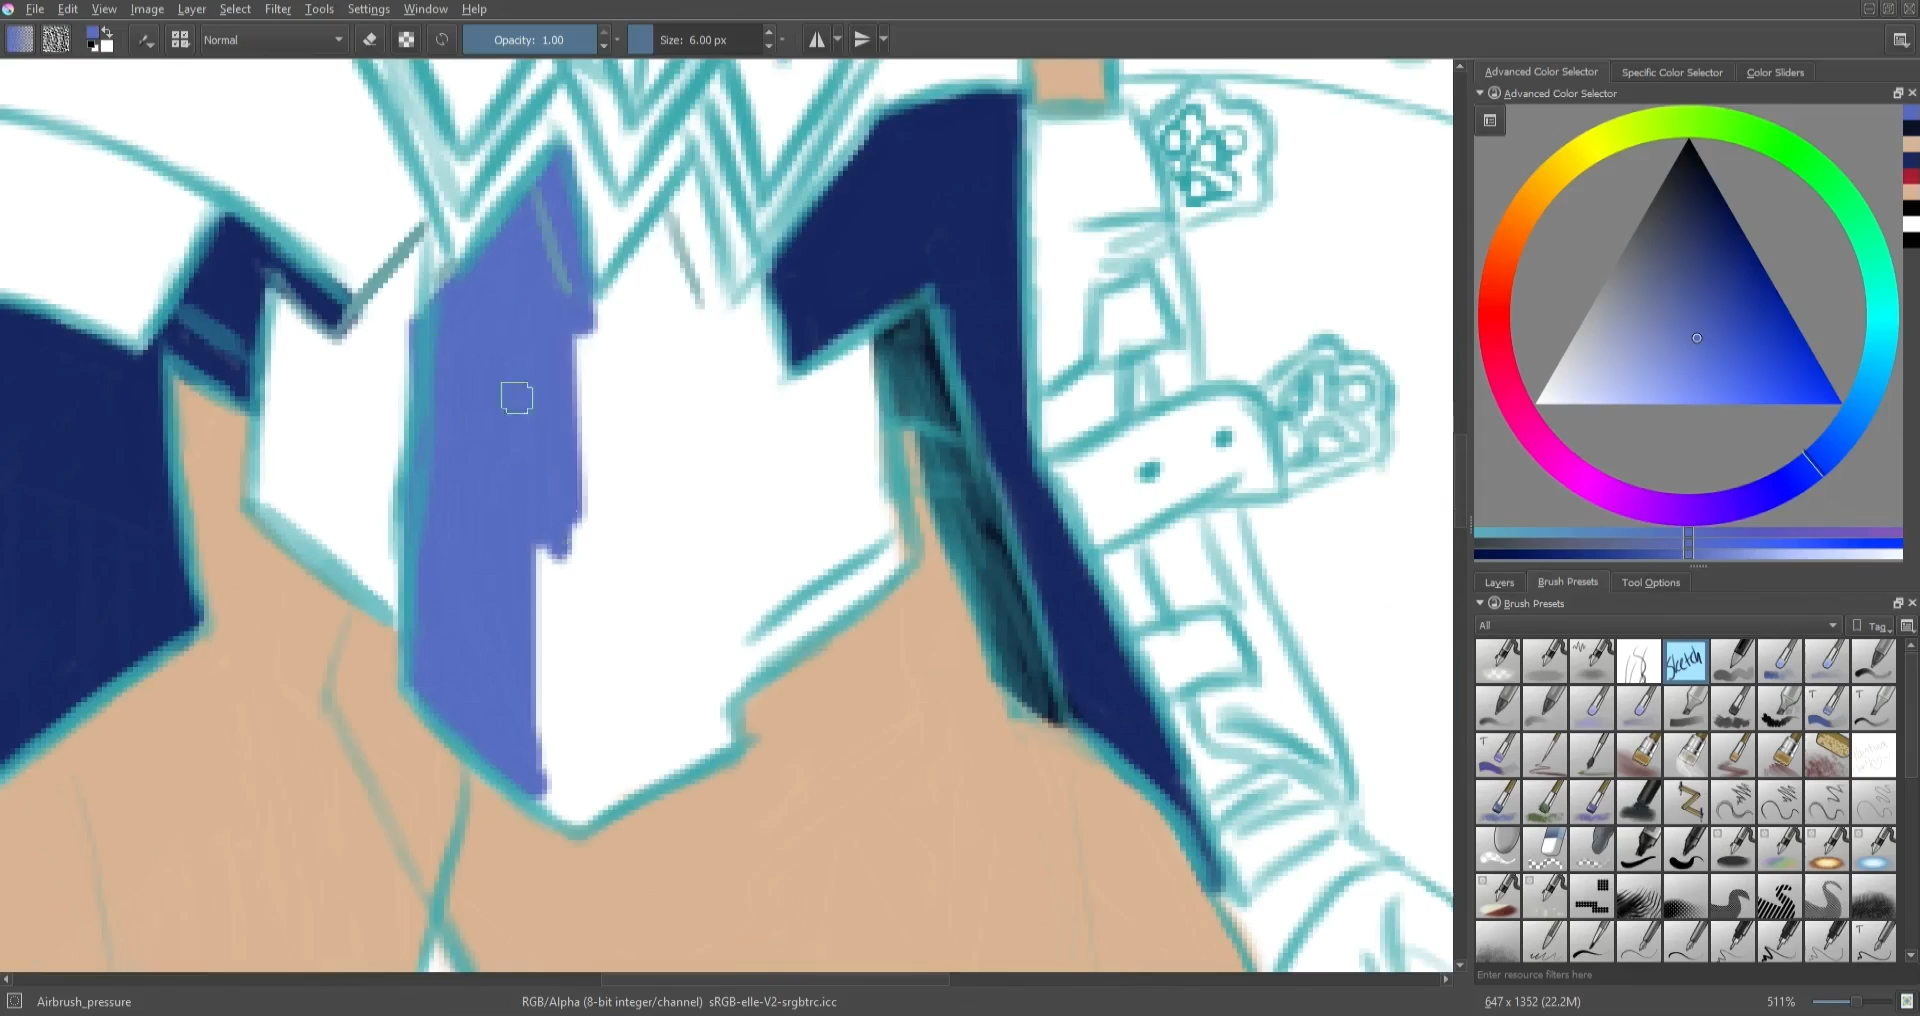 File Edit View Image Layer Select Filter Tools Settings Window Help
Normal Opacity: 1.00 Size: 6.00 px
Advanced Color Selector Specific Color Selector Color Sliders
Advanced Color Selector
Layers Brush Presets Tool Options
Brush Presets
All Tag
Sketch
T T
T
T
Enter resource filters here
Airbrush_pressure RGB/Alpha (8-bit integer/channel) sRGB-elle-V2-srgbtrc.icc 647 x 1352 (22.2M) 511%